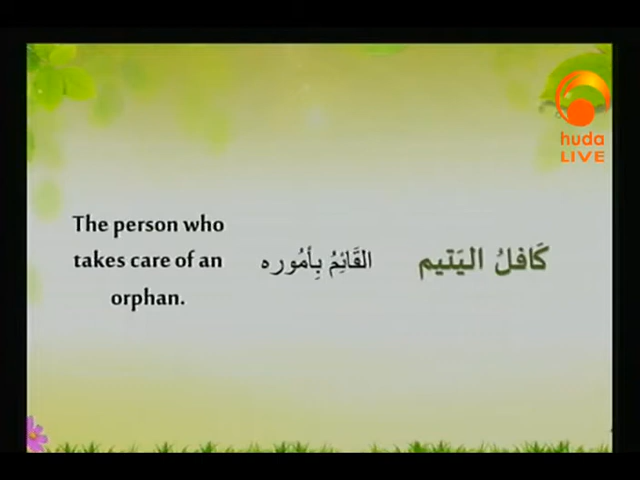 huda
LIVE
The person who
takes care of an
orphan.
القَائِمُ بِأمُوره
كَافلُ اليَتيم